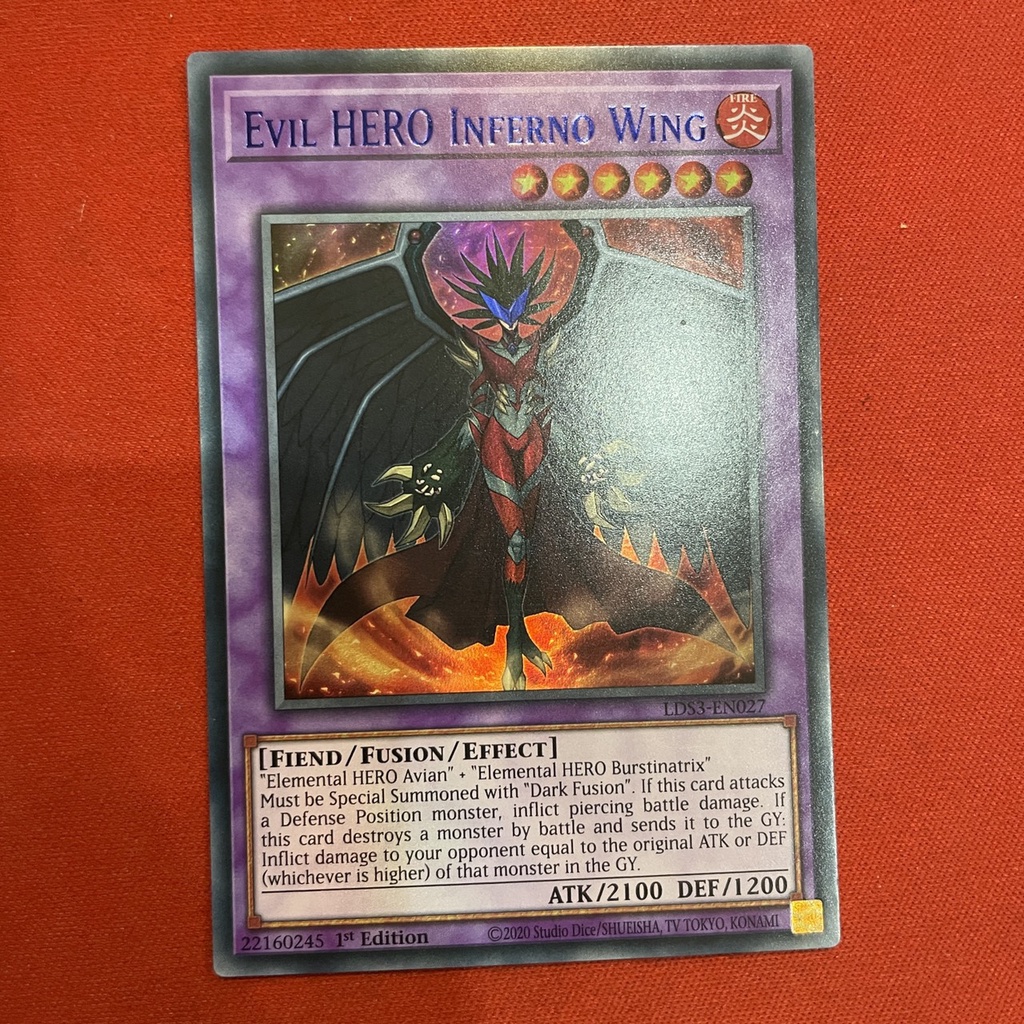 EVIL HERO INFERNO WING
FIRE
炎
LDS3-EN027
[FIEND/FUSION/EFFECT]
"Elemental HERO Avian" + "Elemental HERO Burstinatrix"
Must be Special Summoned with "Dark Fusion". If this card attacks
a Defense Position monster, inflict piercing battle damage. If
this card destroys a monster by battle and sends it to the GY:
Inflict damage to your opponent equal to the original ATK or DEF
(whichever is higher) of that monster in the GY.
ATK/2100 DEF/1200
22160245 1st Edition
©2020 Studio Dice/SHUEISHA, TV TOKYO, KONAMI